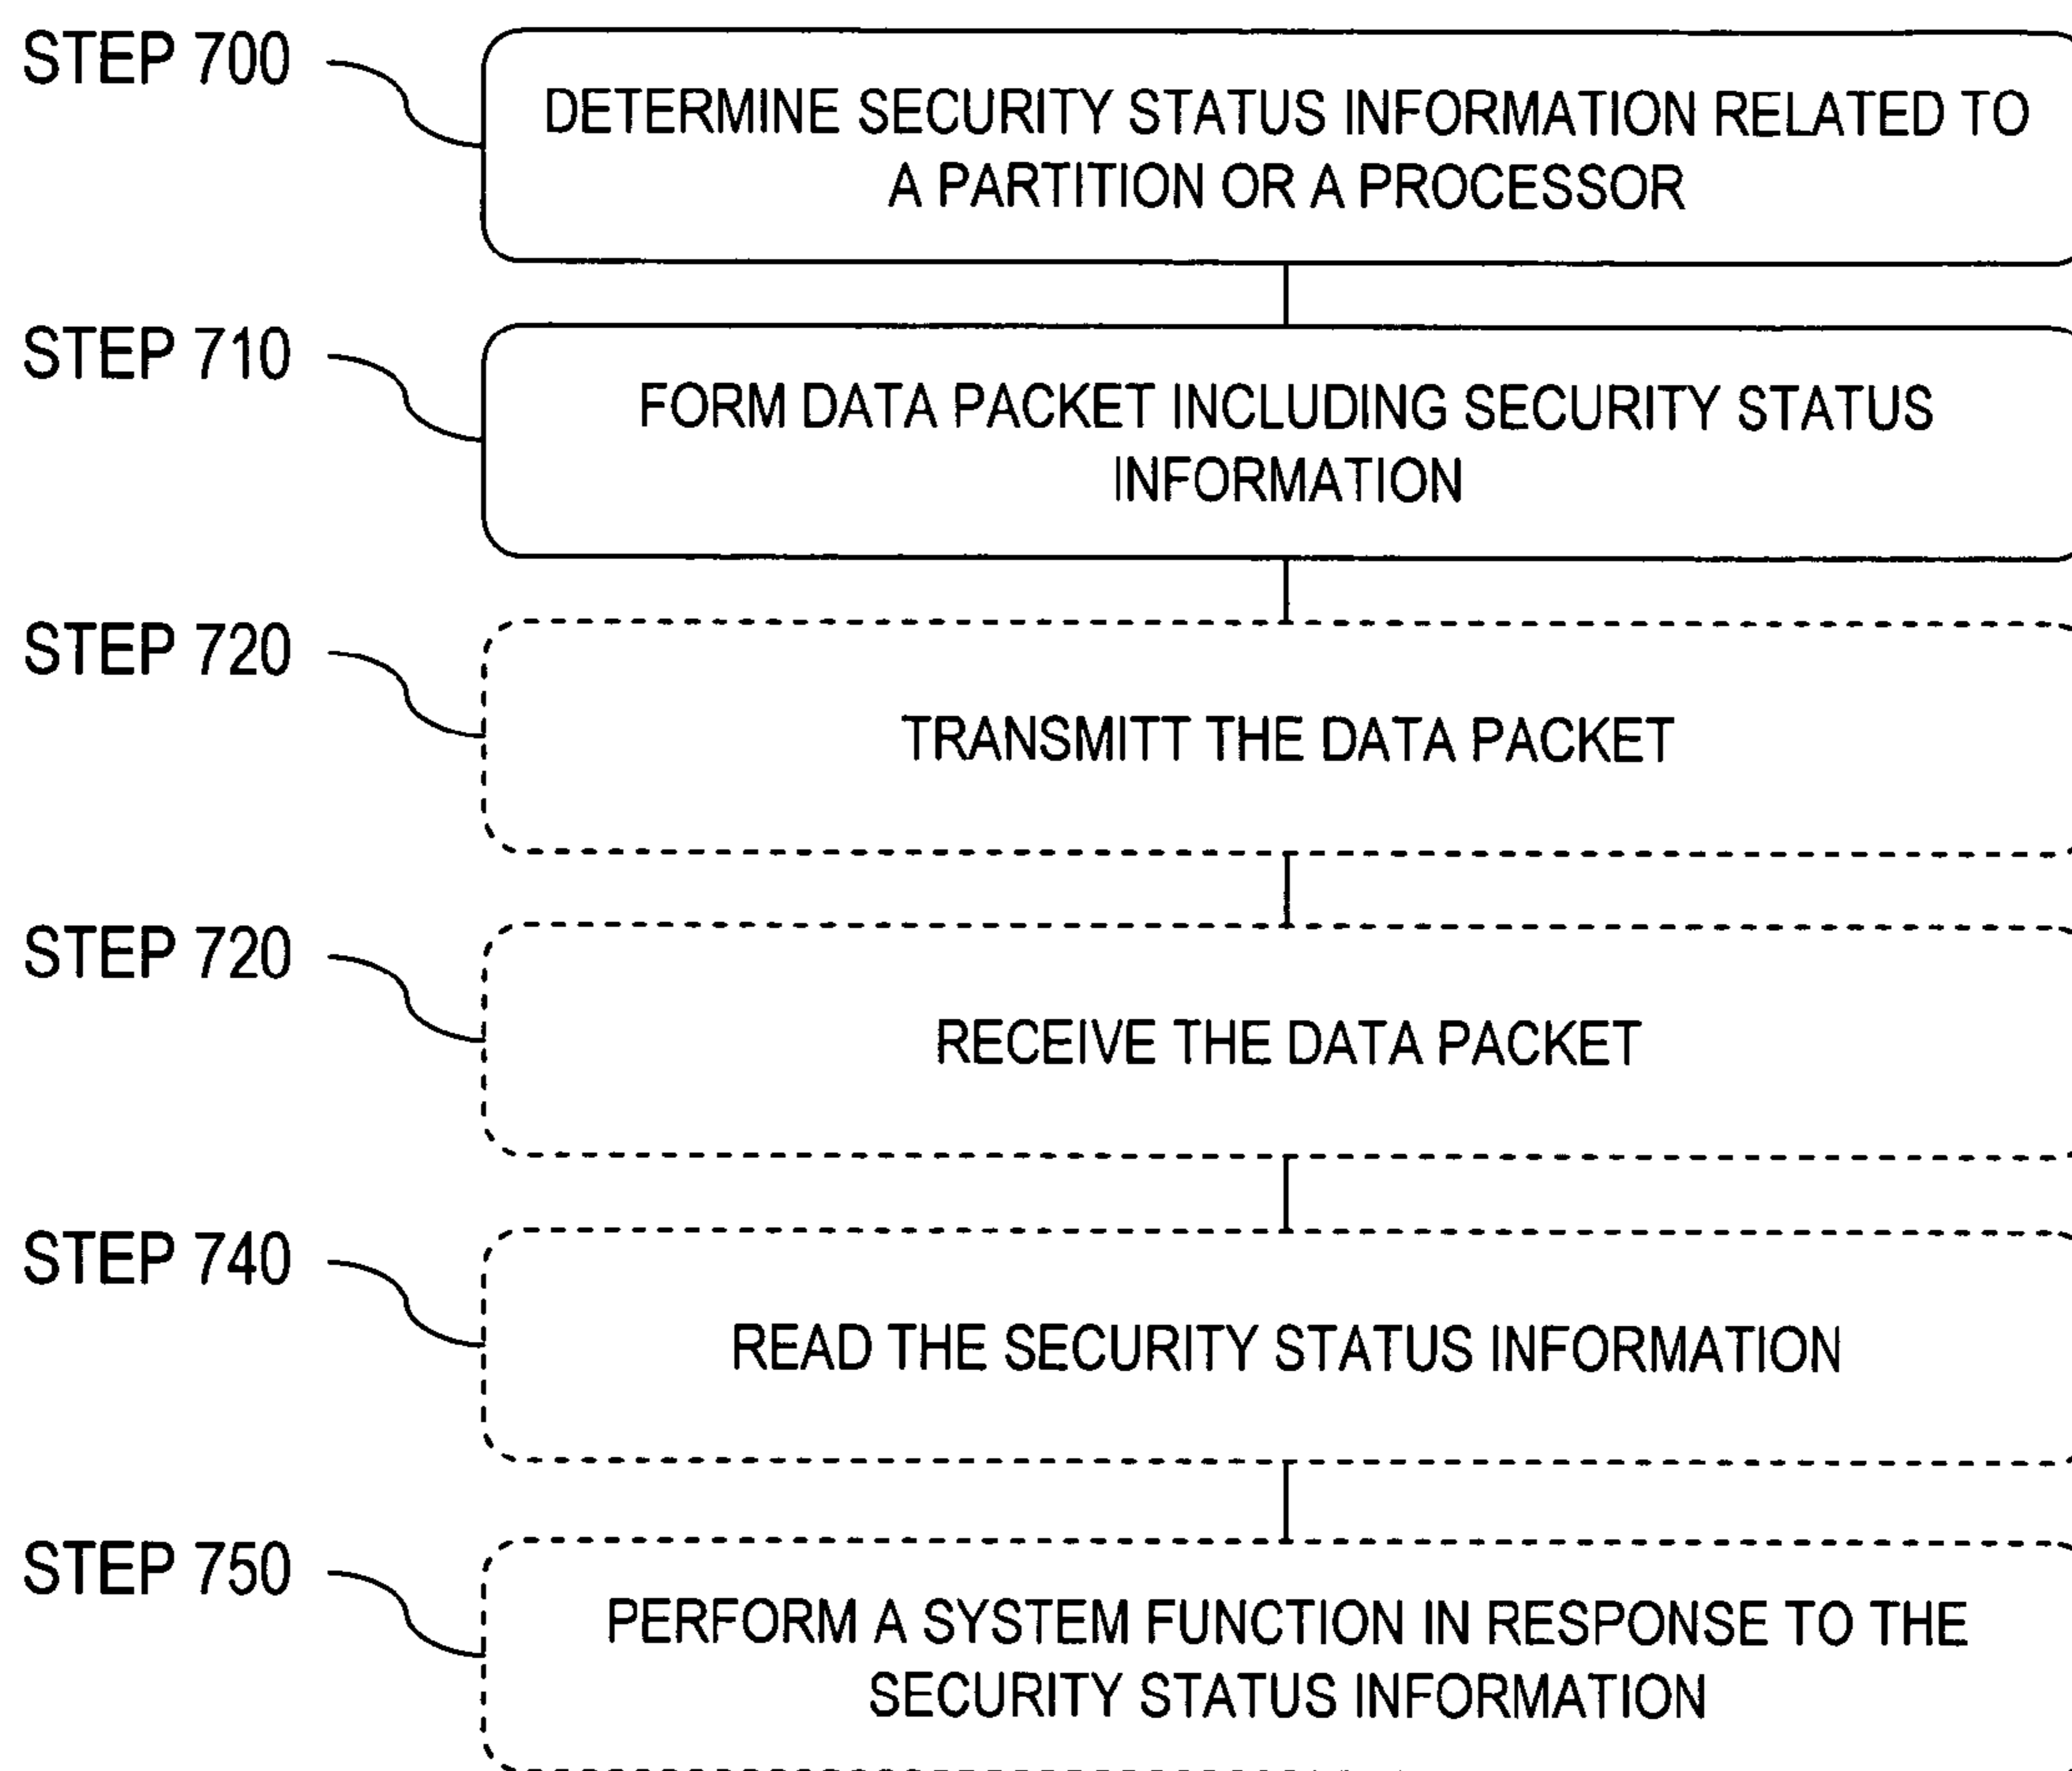 STEP 700
DETERMINE SECURITY STATUS INFORMATION RELATED TO
A PARTITION OR A PROCESSOR
STEP 710
FORM DATA PACKET INCLUDING SECURITY STATUS
INFORMATION
STEP 720
TRANSMITT THE DATA PACKET
STEP 720
RECEIVE THE DATA PACKET
STEP 740
READ THE SECURITY STATUS INFORMATION
STEP 750
PERFORM A SYSTEM FUNCTION IN RESPONSE TO THE
SECURITY STATUS INFORMATION